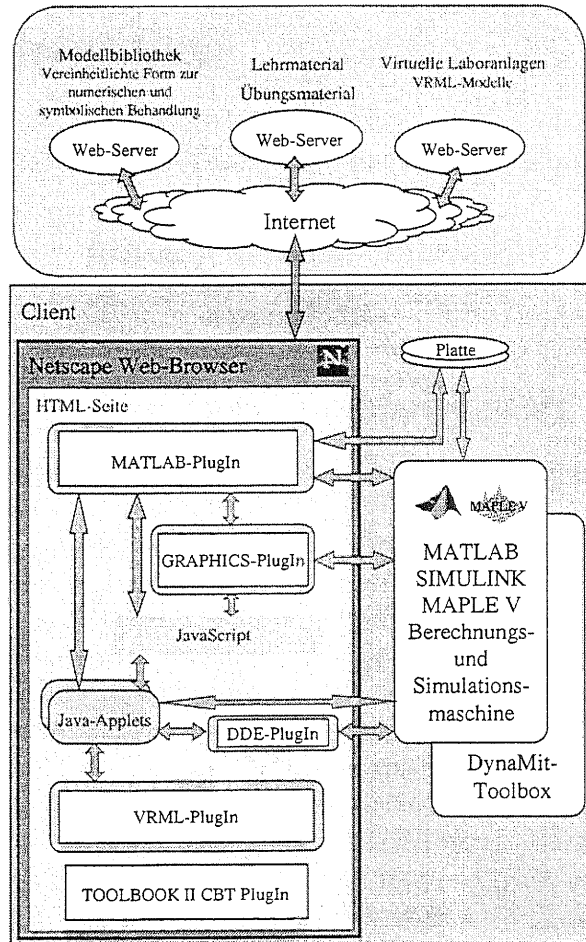 Modellbibliothek
Vereinheitlichte Form zur
numerischen und
symbolischen Behandlung
Lehrmaterial
Übungsmaterial
Virtuelle Laboranlagen
VRML-Modelle
Web-Server
Web-Server
Web-Server
Internet
Client
Netscape Web-Browser
N
Platte
HTML-Seite
MATLAB-PlugIn
GRAPHICS-PlugIn
JavaScript
Java-Applets
DDE-PlugIn
VRML-PlugIn
TOOLBOOK II CBT PlugIn
MAPLE V
MATLAB
SIMULINK
MAPLE V
Berechnungs-
und
Simulations-
maschine
DynaMit-
Toolbox